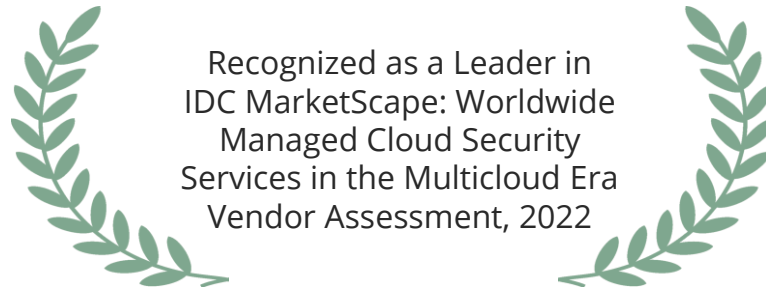 Recognized as a Leader in
IDC MarketScape: Worldwide
Managed Cloud Security
Services in the Multicloud Era
Vendor Assessment, 2022